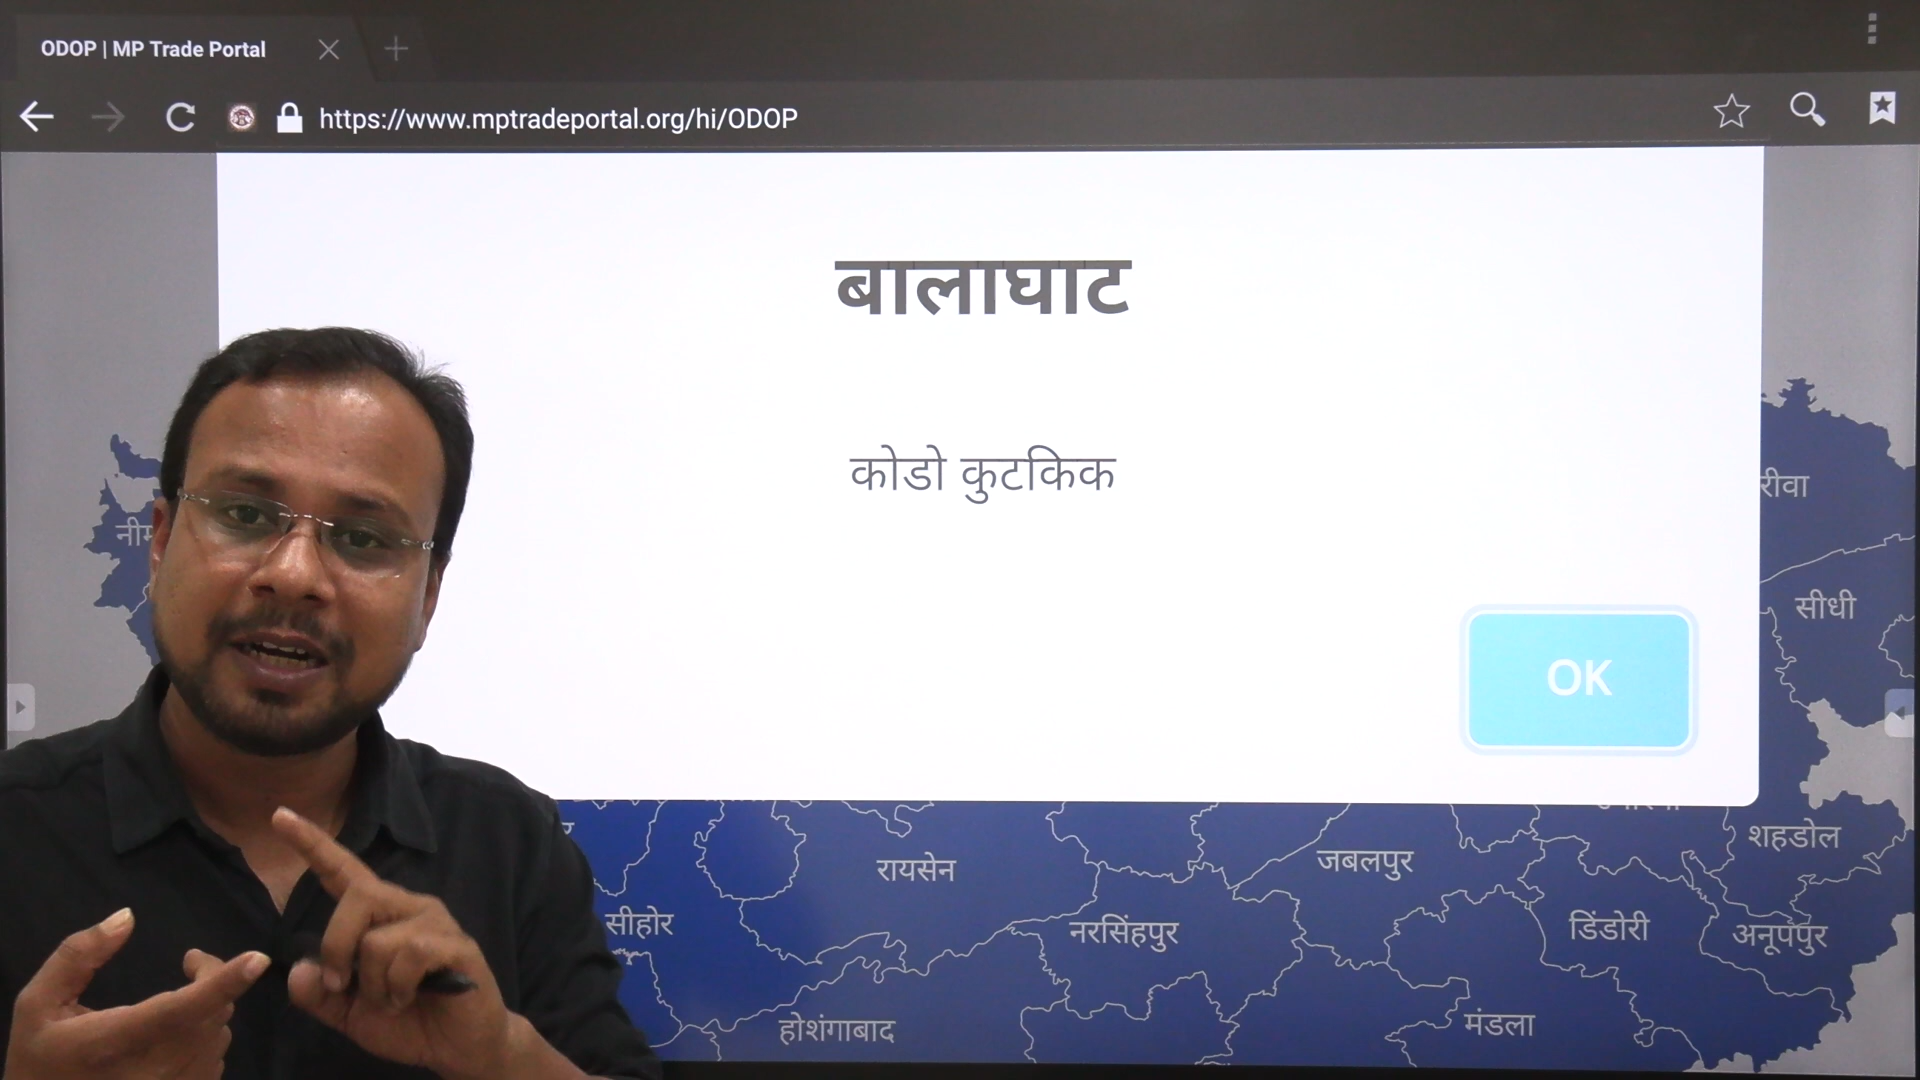 ODOP | MP Trade Portal
https://www.mptradeportal.org/hi/ODOP
बालाघाट
कोडो कुटकिक
रीवा
सीधी
शहडोल
जबलपुर
रायसेन
सीहोर
नरसिंहपुर
डिंडोरी
अनूपपुर
होशंगाबाद
मंडला
OK